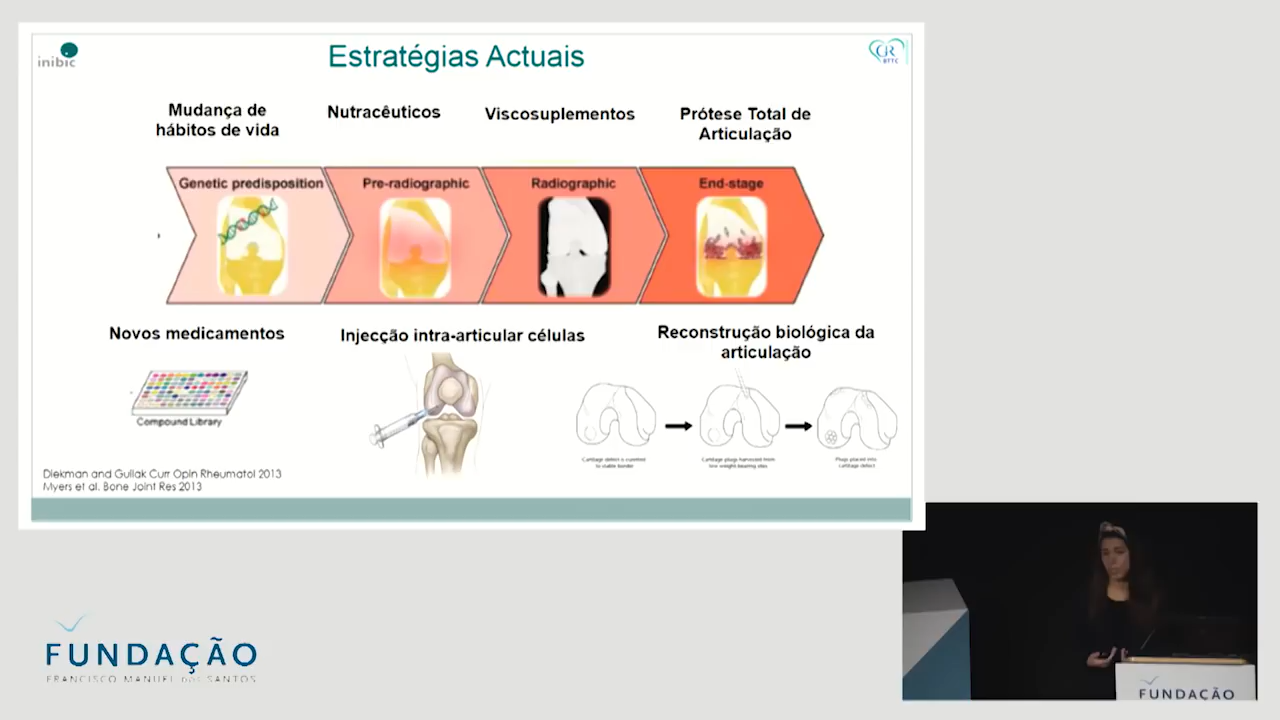 inibic
Estratégias Actuais
CR
BTTC
Mudança de
hábitos de vida
Nutracêuticos
Viscosuplementos
Prótese Total de
Articulação
Genetic predisposition
Pre-radiographic
Radiographic
End-stage
Novos medicamentos
Injecção intra-articular células
Reconstrução biológica da
articulação
Compound Library
Cartilage defect is
to stable border
Cartilage plugs harvested from
low weight-bearing sites
Plugs placed into
cartilage defect
Diekman and Guilak Curr Opin Rheumatol 2013
Myers et al. Bone Joint Res 2013
FUNDAÇÃO
FRANCISCO MANUEL DOS SANTOS
FUNDAÇÃO